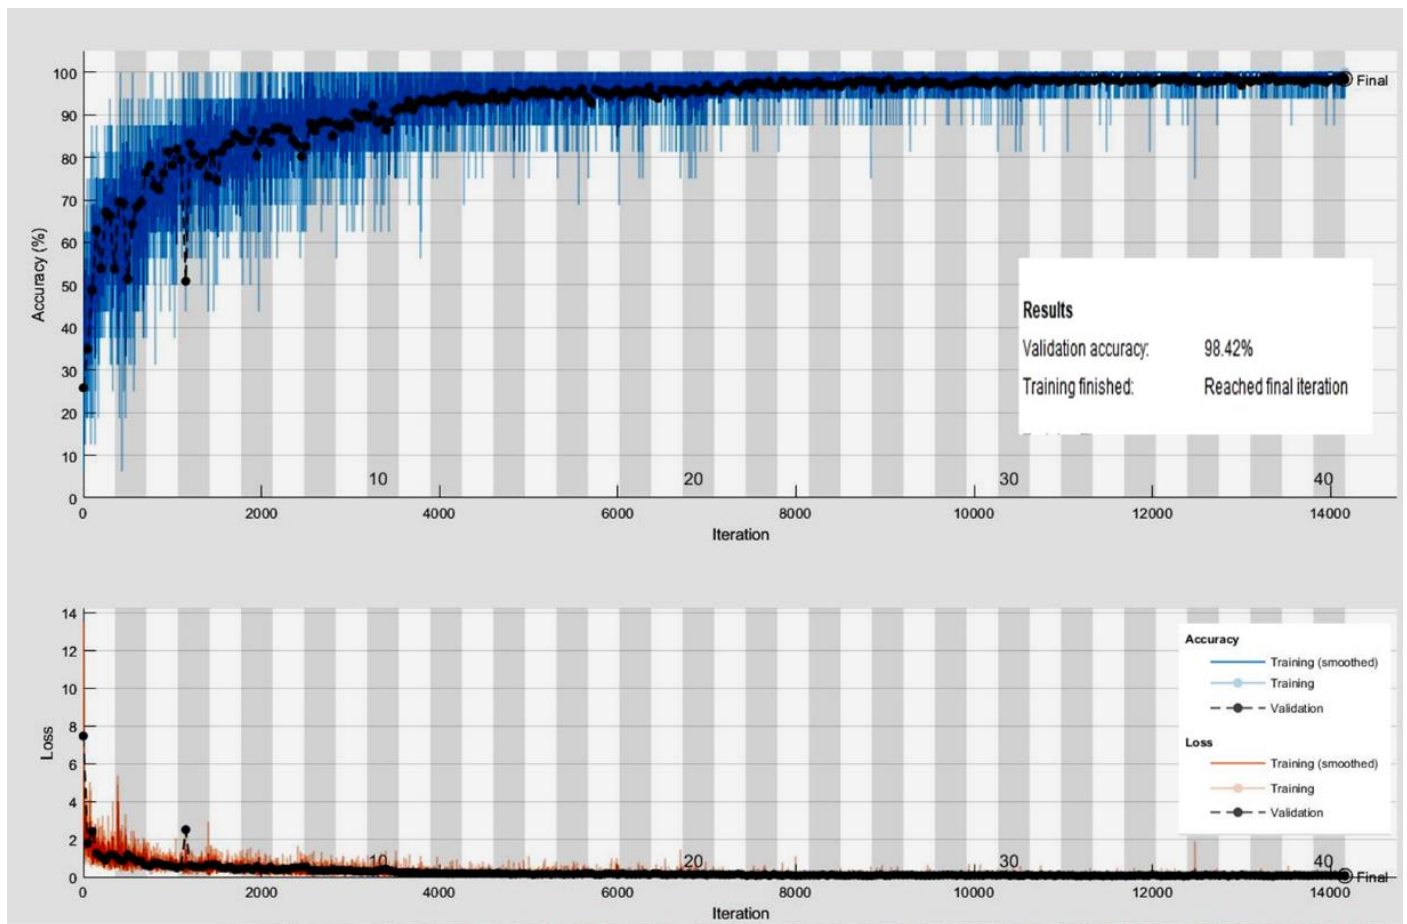 100
90
80
70
60
50
40
30
20
10
0
Accuracy (%)
Final
Results
Validation accuracy: 98.42%
Training finished: Reached final iteration
10 20 30 40
0 2000 4000 6000 8000 10000 12000 14000
Iteration
14
12
10
8
6
4
2
0
Loss
Accuracy
Training (smoothed)
Training
Validation
Loss
Training (smoothed)
Training
Validation
10 20 30 40
Final
0 2000 4000 6000 8000 10000 12000 14000
Iteration